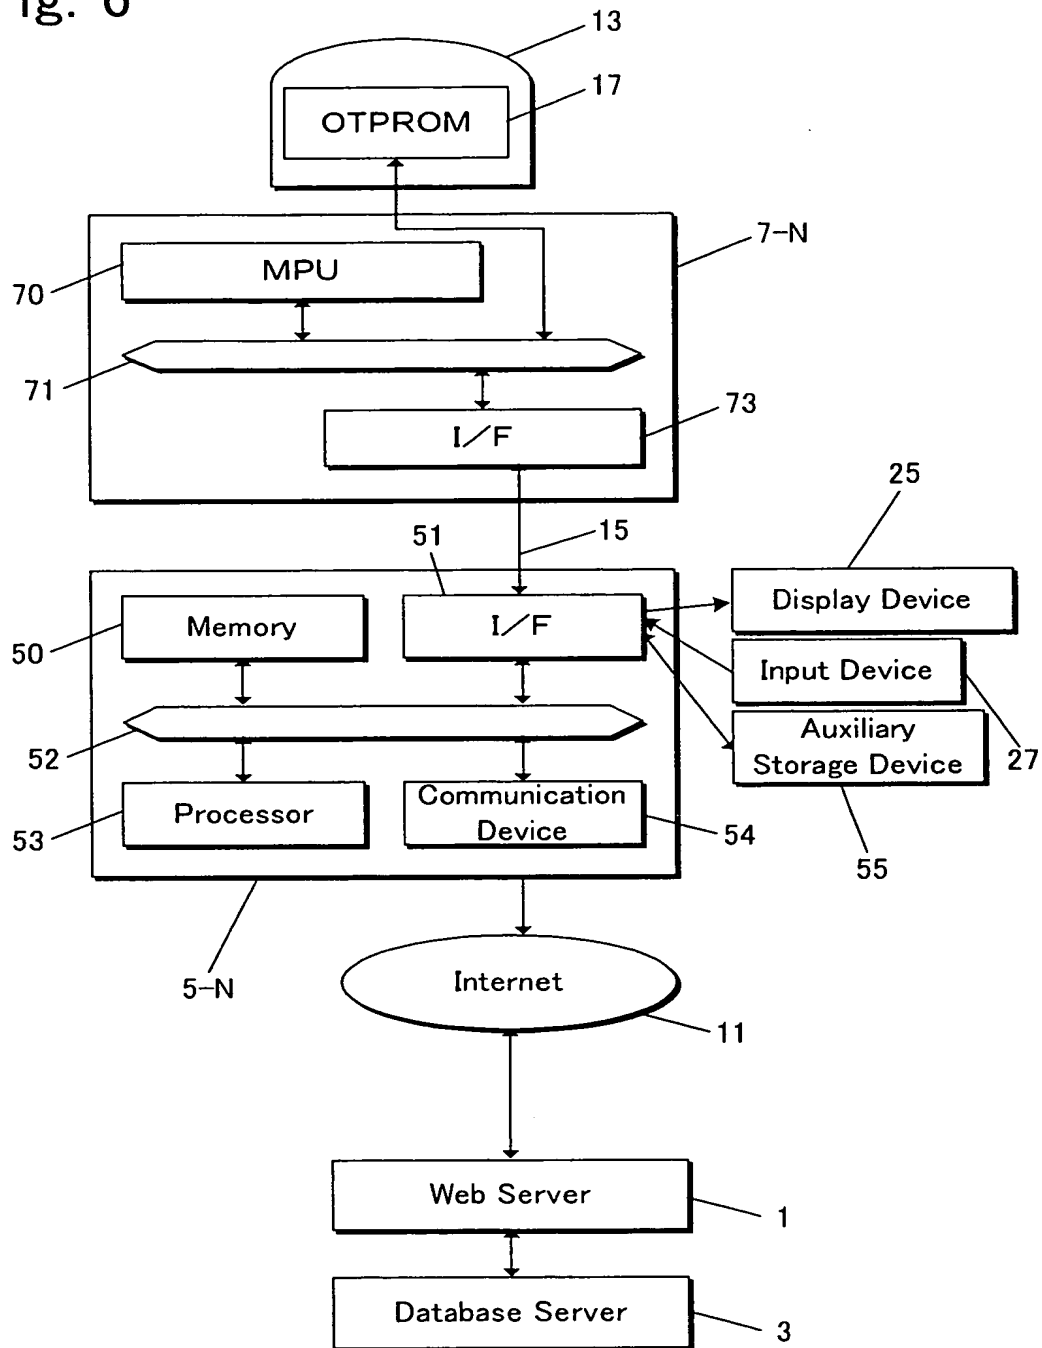 ig. 6
13
17
OTPROM
7-N
MPU
70
71
73
I/F
25
15
51
Display Device
Memory
I/F
50
Input Device
Auxiliary
Storage Device
27
52
Communication
Device
Processor
53
54
55
Internet
5-N
11
Web Server
1
Database Server
3